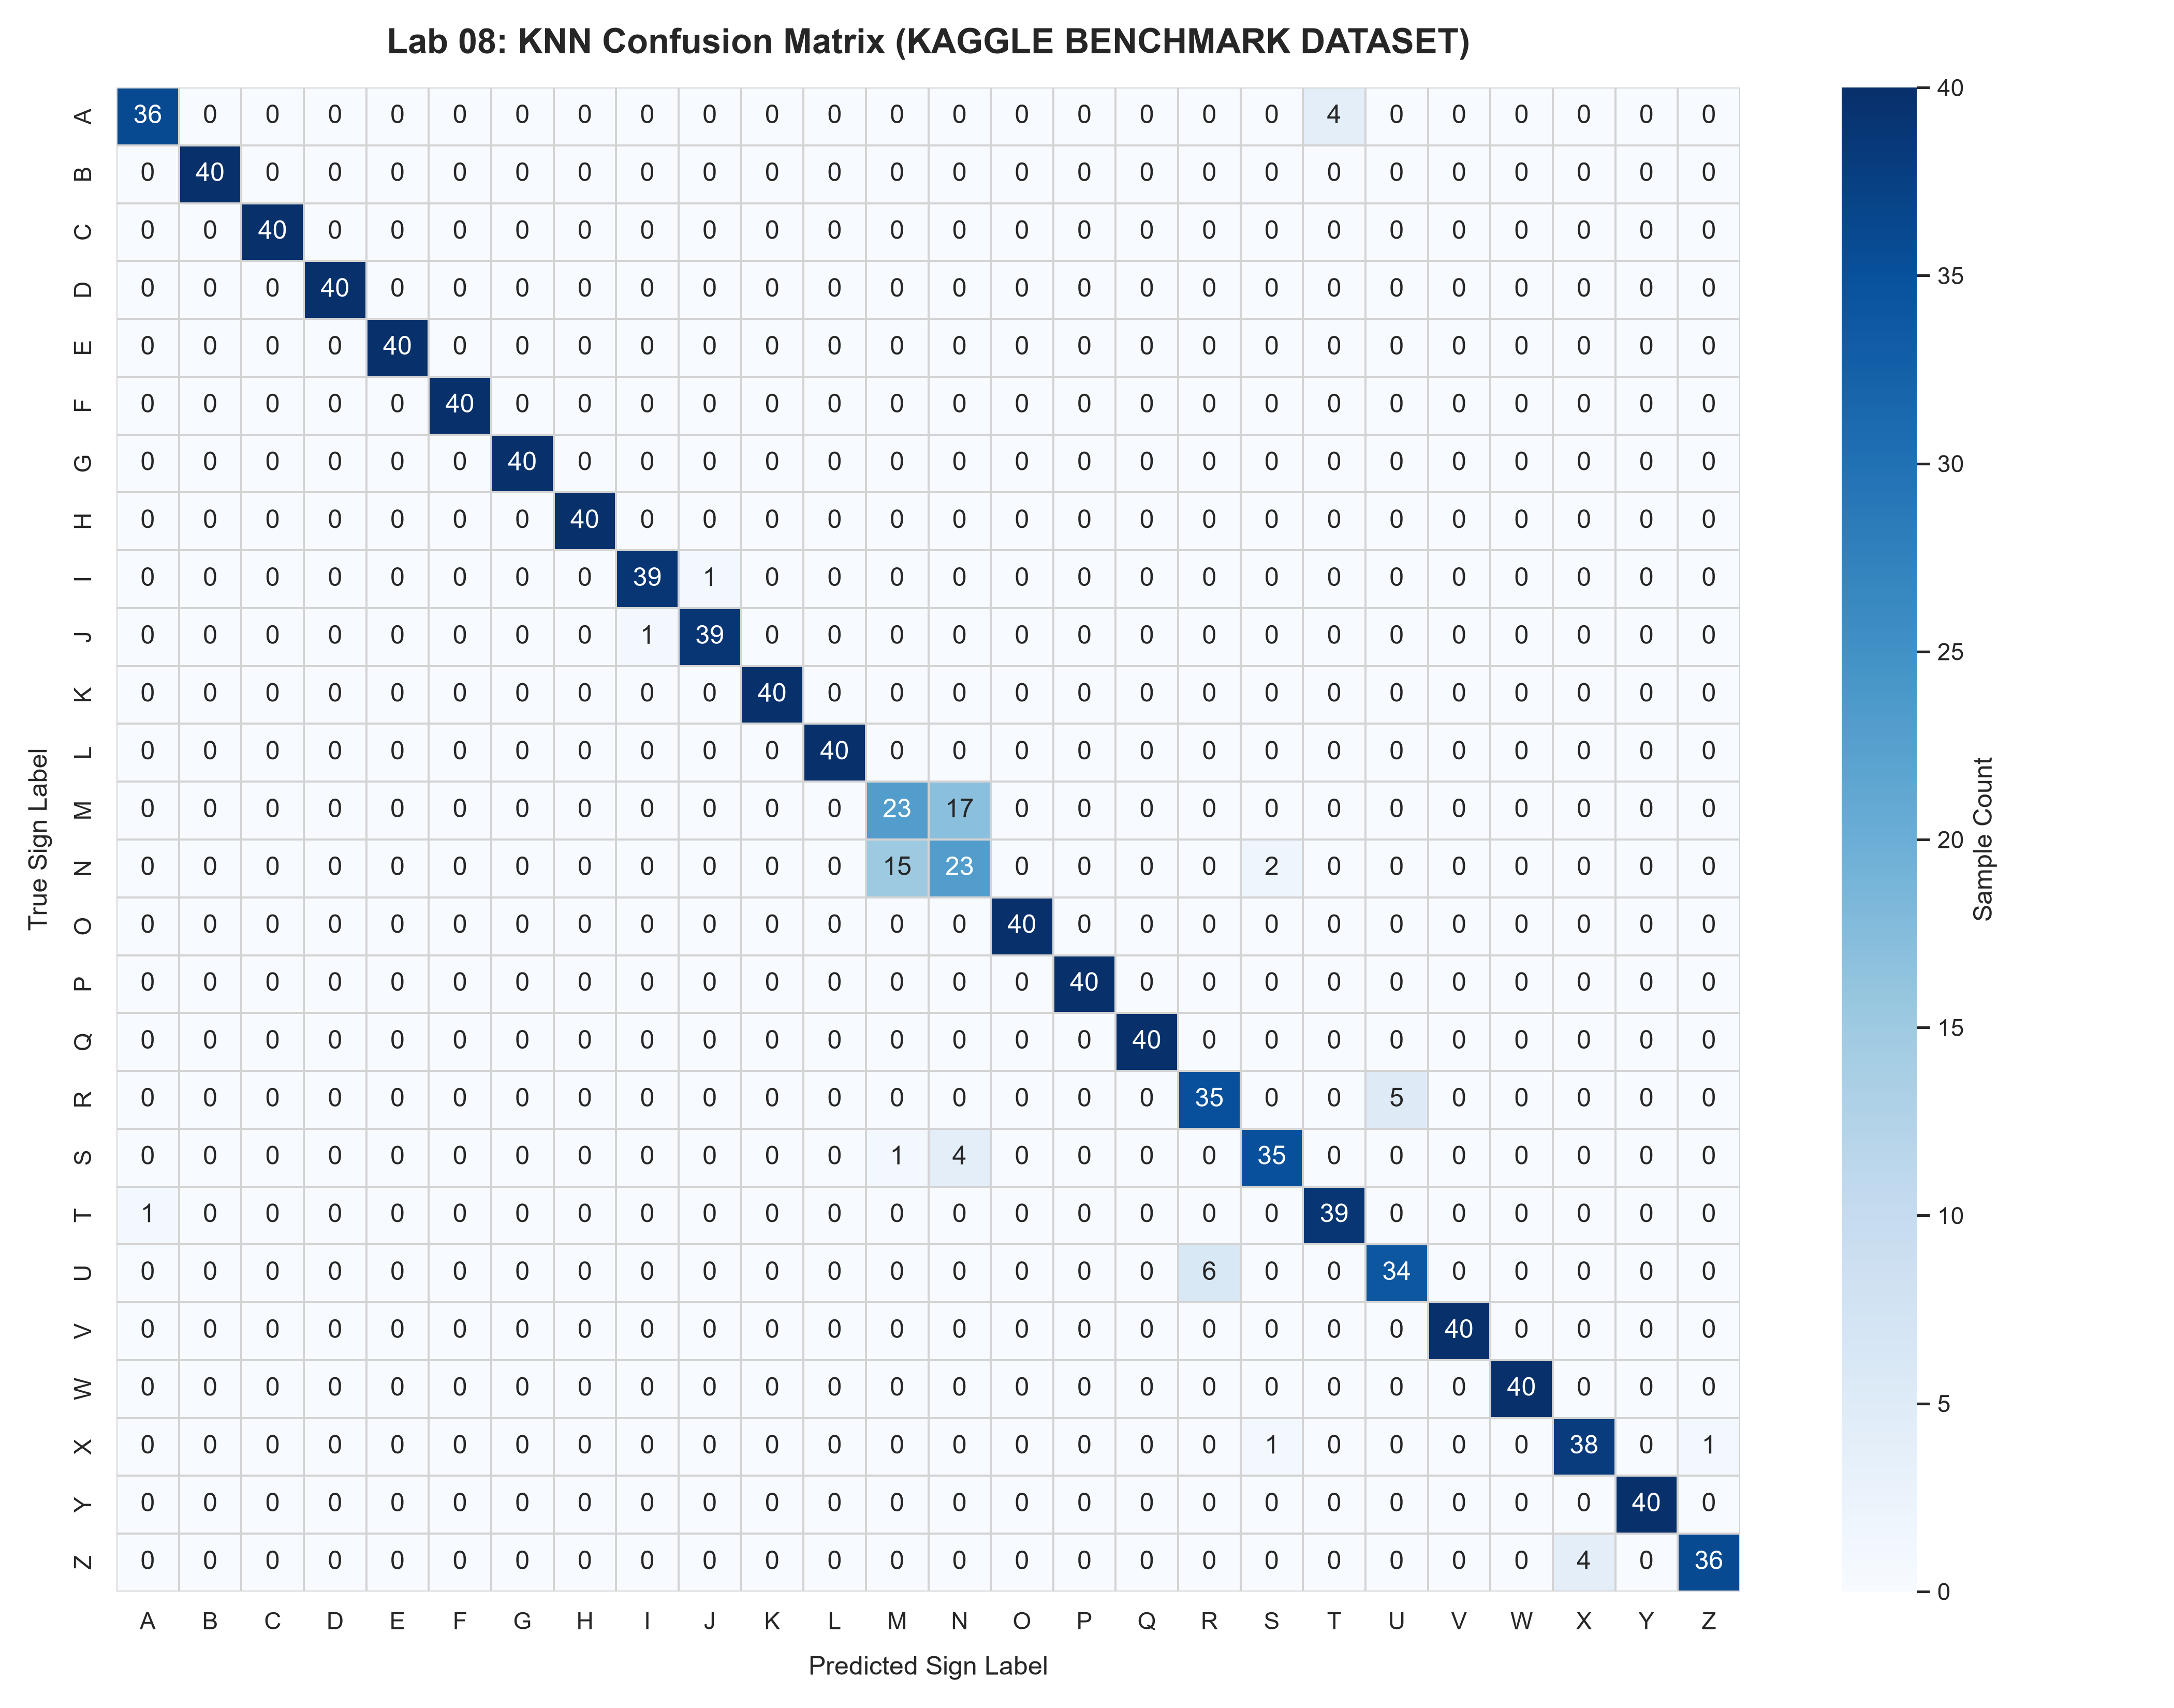 Lab 08: KNN Confusion Matrix (KAGGLE BENCHMARK DATASET)
A 36 0 0 0 0 0 0 0 0 0 0 0 0 0 0 0 0 0 0 4 0 0 0 0 0 0
B 0 40 0 0 0 0 0 0 0 0 0 0 0 0 0 0 0 0 0 0 0 0 0 0 0 0
C 0 0 40 0 0 0 0 0 0 0 0 0 0 0 0 0 0 0 0 0 0 0 0 0 0 0
D 0 0 0 40 0 0 0 0 0 0 0 0 0 0 0 0 0 0 0 0 0 0 0 0 0 0
E 0 0 0 0 40 0 0 0 0 0 0 0 0 0 0 0 0 0 0 0 0 0 0 0 0 0
F 0 0 0 0 0 40 0 0 0 0 0 0 0 0 0 0 0 0 0 0 0 0 0 0 0 0
G 0 0 0 0 0 0 40 0 0 0 0 0 0 0 0 0 0 0 0 0 0 0 0 0 0 0
H 0 0 0 0 0 0 0 40 0 0 0 0 0 0 0 0 0 0 0 0 0 0 0 0 0 0
I 0 0 0 0 0 0 0 0 39 1 0 0 0 0 0 0 0 0 0 0 0 0 0 0 0 0
J 0 0 0 0 0 0 0 0 1 39 0 0 0 0 0 0 0 0 0 0 0 0 0 0 0 0
K 0 0 0 0 0 0 0 0 0 0 40 0 0 0 0 0 0 0 0 0 0 0 0 0 0 0
L 0 0 0 0 0 0 0 0 0 0 0 40 0 0 0 0 0 0 0 0 0 0 0 0 0 0
M 0 0 0 0 0 0 0 0 0 0 0 0 23 17 0 0 0 0 0 0 0 0 0 0 0 0
N 0 0 0 0 0 0 0 0 0 0 0 0 15 23 0 0 0 0 2 0 0 0 0 0 0 0
O 0 0 0 0 0 0 0 0 0 0 0 0 0 0 40 0 0 0 0 0 0 0 0 0 0 0
P 0 0 0 0 0 0 0 0 0 0 0 0 0 0 0 40 0 0 0 0 0 0 0 0 0 0
Q 0 0 0 0 0 0 0 0 0 0 0 0 0 0 0 0 40 0 0 0 0 0 0 0 0 0
R 0 0 0 0 0 0 0 0 0 0 0 0 0 0 0 0 0 35 0 0 5 0 0 0 0 0
S 0 0 0 0 0 0 0 0 0 0 0 0 1 4 0 0 0 0 35 0 0 0 0 0 0 0
T 1 0 0 0 0 0 0 0 0 0 0 0 0 0 0 0 0 0 0 39 0 0 0 0 0 0
U 0 0 0 0 0 0 0 0 0 0 0 0 0 0 0 0 0 6 0 0 34 0 0 0 0 0
V 0 0 0 0 0 0 0 0 0 0 0 0 0 0 0 0 0 0 0 0 0 40 0 0 0 0
W 0 0 0 0 0 0 0 0 0 0 0 0 0 0 0 0 0 0 0 0 0 0 40 0 0 0
X 0 0 0 0 0 0 0 0 0 0 0 0 0 0 0 0 0 0 1 0 0 0 0 38 0 1
Y 0 0 0 0 0 0 0 0 0 0 0 0 0 0 0 0 0 0 0 0 0 0 0 0 40 0
Z 0 0 0 0 0 0 0 0 0 0 0 0 0 0 0 0 0 0 0 0 0 0 0 4 0 36
A B C D E F G H I J K L M N O P Q R S T U V W X Y Z
Predicted Sign Label
True Sign Label
40
35
30
25
20
15
10
5
0
Sample Count